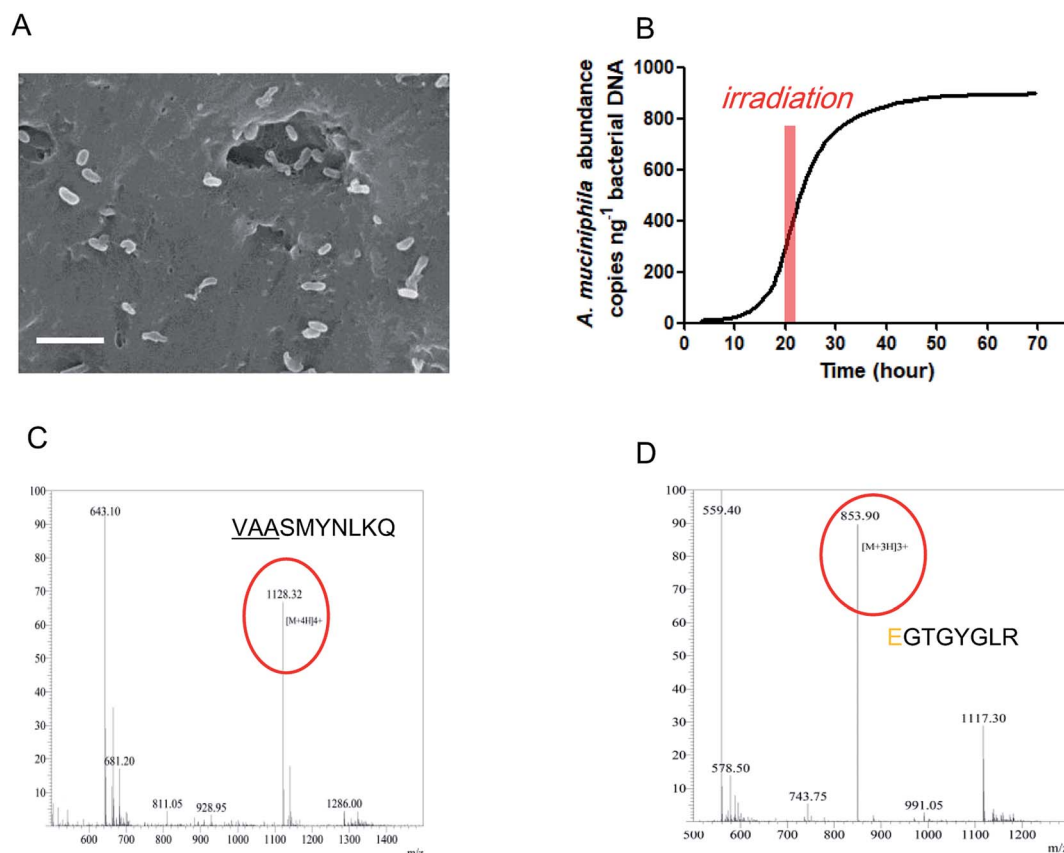 A
B
irradiation
A. muciniphila abundance
copies ng⁻¹ bacterial DNA
1000
800
600
400
200
0
0 10 20 30 40 50 60 70
Time (hour)
C
100
90
80
70
60
50
40
30
20
10
643.10
VAASMYNLKQ
1128.32
[M+4H]4+
681.20
811.05
928.95
1286.00
600 700 800 900 1000 1100 1200 1300 1400
m/z
D
100
90
80
70
60
50
40
30
20
10
559.40
853.90
[M+3H]3+
EGTGYGLR
1117.30
578.50
743.75
991.05
500 600 700 800 900 1000 1100 1200
m/z